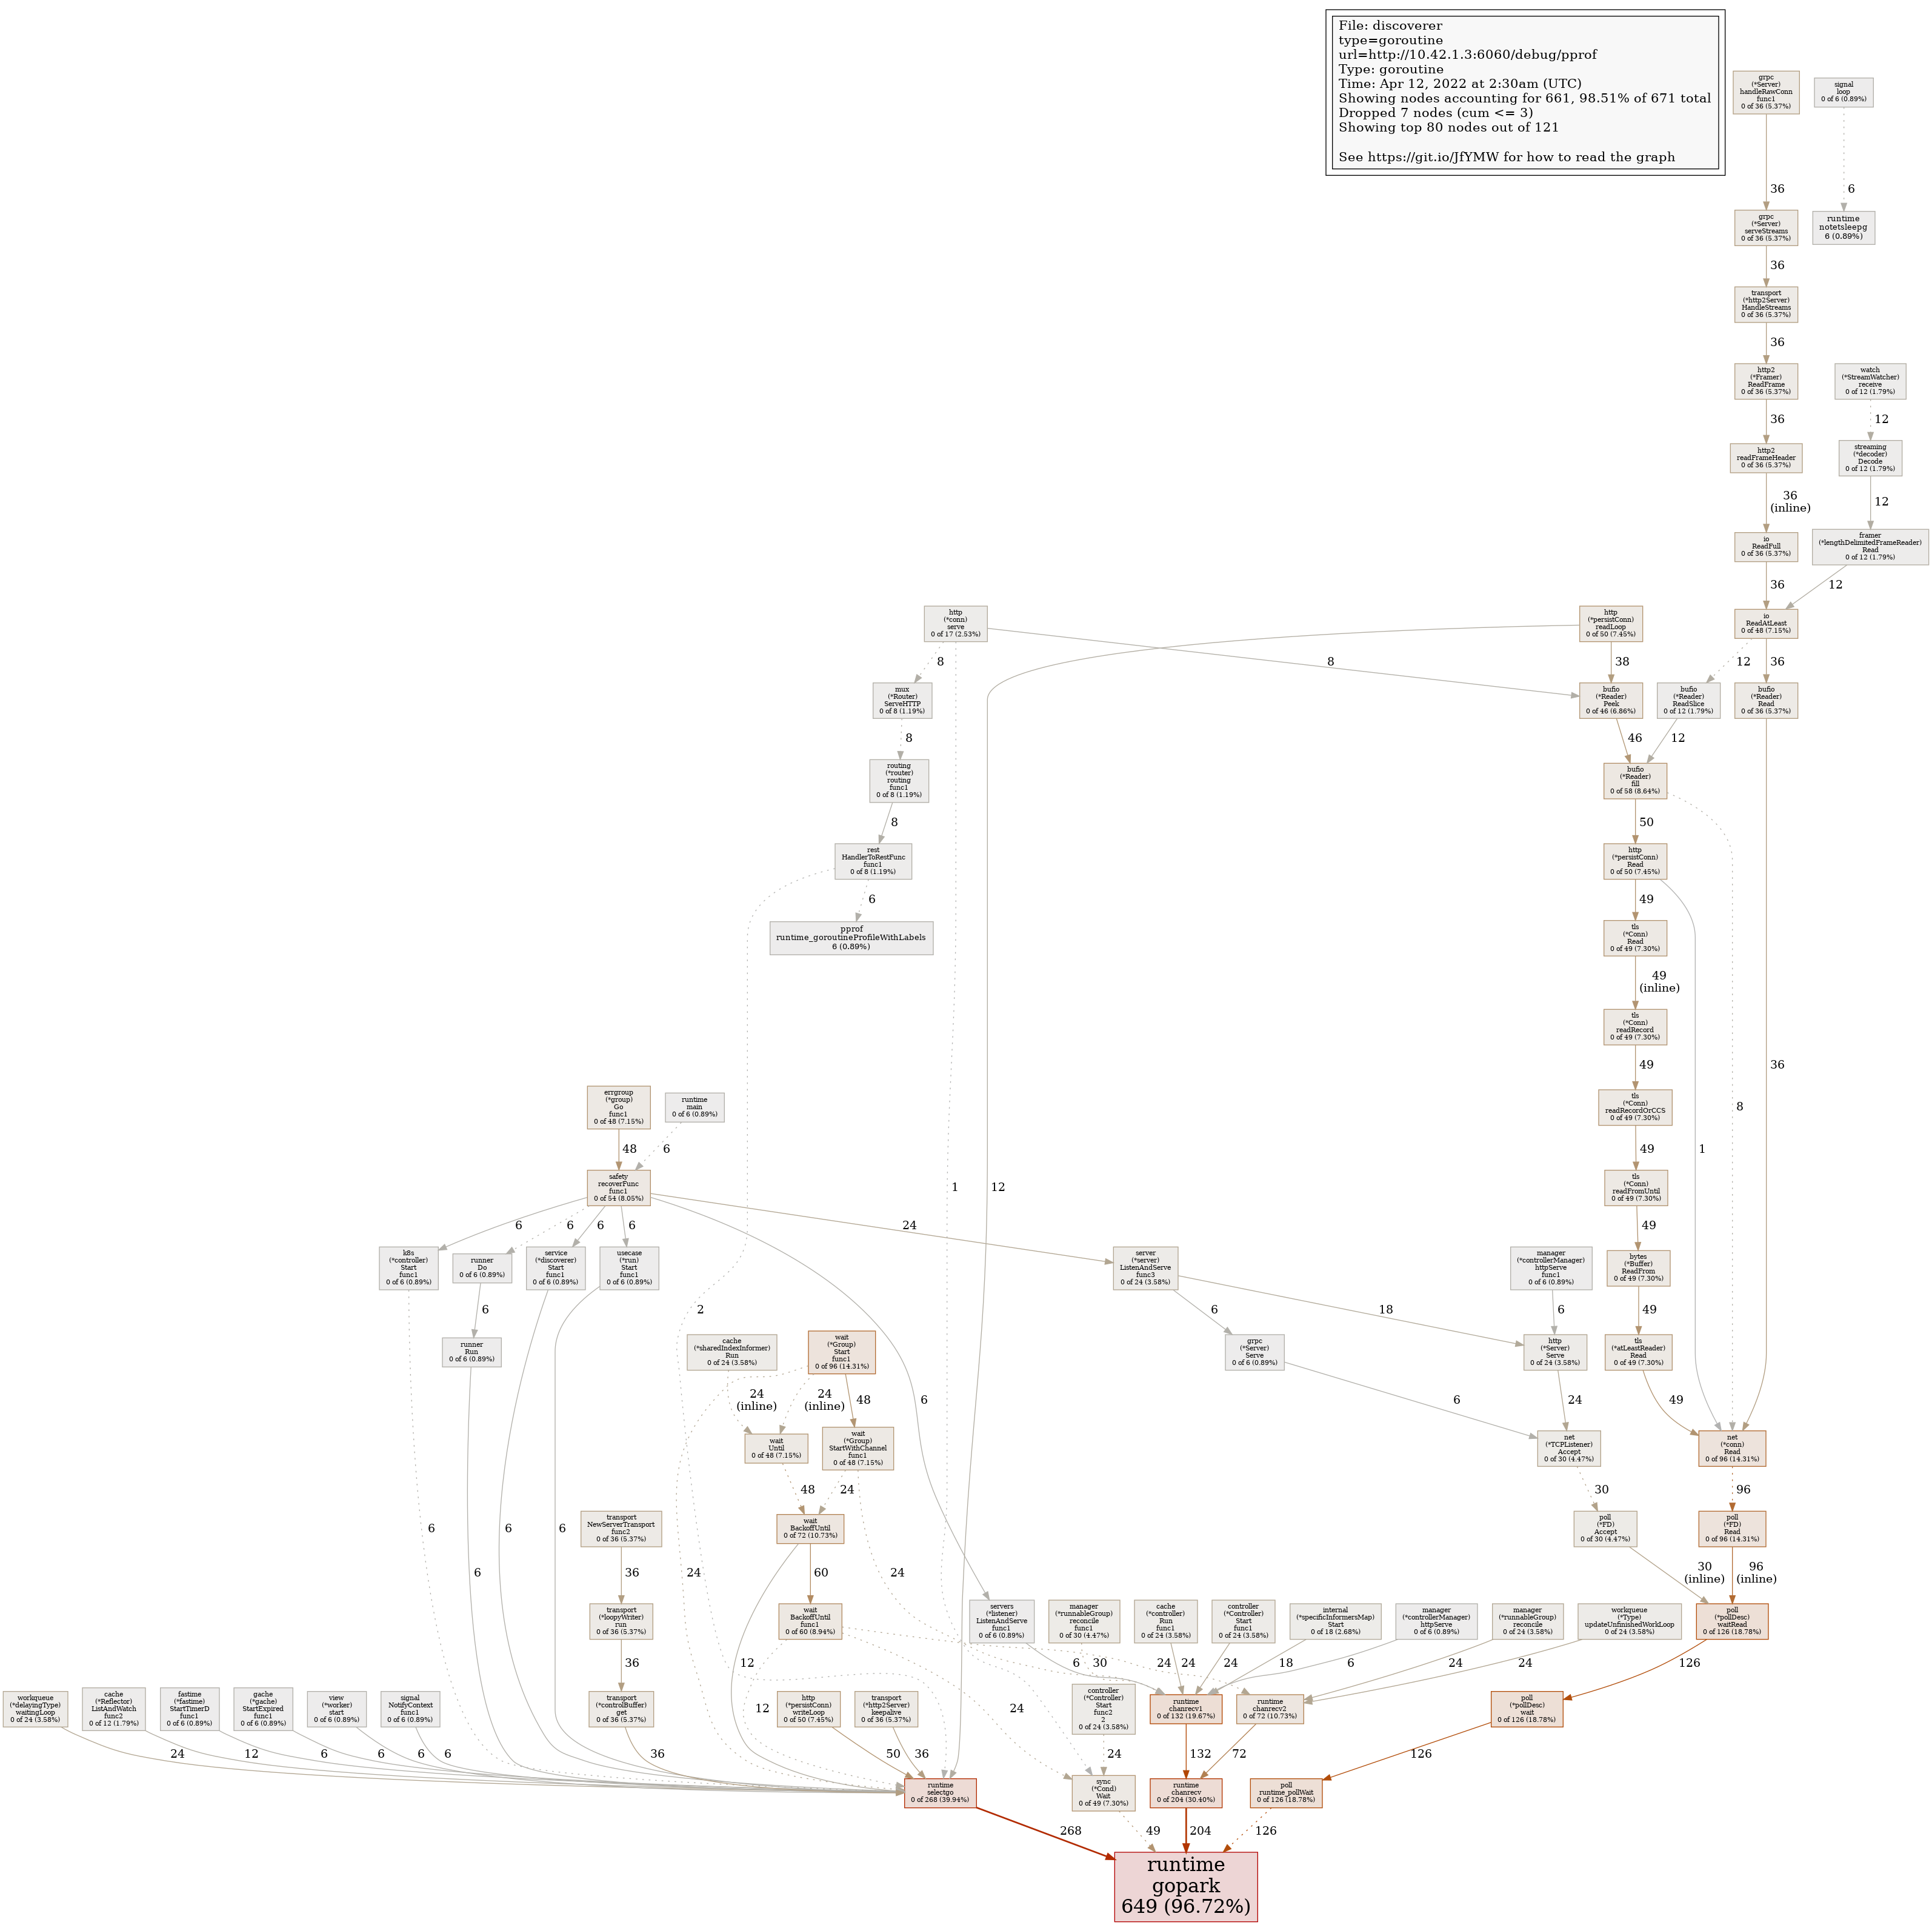 File: discoverer
type=goroutine
url=http://10.42.1.3:6060/debug/pprof
Type: goroutine
Time: Apr 12, 2022 at 2:30am (UTC)
Showing nodes accounting for 661, 98.51% of 671 total
Dropped 7 nodes (cum <= 3)
Showing top 80 nodes out of 121
See https://git.io/JfYMW for how to read the graph
grpc
(*Server)
handleRawConn
func1
0 of 36 (5.37%)
signal
loop
0 of 6 (0.89%)
36
6
grpc
(*Server)
serveStreams
0 of 36 (5.37%)
runtime
notetsleepg
6 (0.89%)
36
transport
(*http2Server)
HandleStreams
0 of 36 (5.37%)
36
http2
(*Framer)
ReadFrame
0 of 36 (5.37%)
watch
(*StreamWatcher)
receive
0 of 12 (1.79%)
36
12
http2
readFrameHeader
0 of 36 (5.37%)
streaming
(*decoder)
Decode
0 of 12 (1.79%)
36
(inline)
12
io
ReadFull
0 of 36 (5.37%)
framer
(*lengthDelimitedFrameReader)
Read
0 of 12 (1.79%)
36
12
http
(*conn)
serve
0 of 17 (2.53%)
http
(*persistConn)
readLoop
0 of 50 (7.45%)
io
ReadAtLeast
0 of 48 (7.15%)
8
8
38
12
36
mux
(*Router)
ServeHTTP
0 of 8 (1.19%)
bufio
(*Reader)
Peek
0 of 46 (6.86%)
bufio
(*Reader)
ReadSlice
0 of 12 (1.79%)
bufio
(*Reader)
Read
0 of 36 (5.37%)
8
46
12
routing
(*router)
routing
func1
0 of 8 (1.19%)
bufio
(*Reader)
fill
0 of 58 (8.64%)
8
50
rest
HandlerToRestFunc
func1
0 of 8 (1.19%)
http
(*persistConn)
Read
0 of 50 (7.45%)
6
49
pprof
runtime_goroutineProfileWithLabels
6 (0.89%)
tls
(*Conn)
Read
0 of 49 (7.30%)
49
(inline)
tls
(*Conn)
readRecord
0 of 49 (7.30%)
49
36
errgroup
(*group)
Go
func1
0 of 48 (7.15%)
runtime
main
0 of 6 (0.89%)
tls
(*Conn)
readRecordOrCCS
0 of 49 (7.30%)
8
48
6
1
12
49
1
safety
recoverFunc
func1
0 of 54 (8.05%)
tls
(*Conn)
readFromUntil
0 of 49 (7.30%)
6
6
6
6
24
49
k8s
(*controller)
Start
func1
0 of 6 (0.89%)
runner
Do
0 of 6 (0.89%)
service
(*discoverer)
Start
func1
0 of 6 (0.89%)
usecase
(*run)
Start
func1
0 of 6 (0.89%)
server
(*server)
ListenAndServe
func3
0 of 24 (3.58%)
manager
(*controllerManager)
httpServe
func1
0 of 6 (0.89%)
bytes
(*Buffer)
ReadFrom
0 of 49 (7.30%)
6
2
6
18
6
49
runner
Run
0 of 6 (0.89%)
cache
(*sharedIndexInformer)
Run
0 of 24 (3.58%)
wait
(*Group)
Start
func1
0 of 96 (14.31%)
grpc
(*Server)
Serve
0 of 6 (0.89%)
http
(*Server)
Serve
0 of 24 (3.58%)
tls
(*atLeastReader)
Read
0 of 49 (7.30%)
24
(inline)
24
(inline)
48
6
6
24
49
wait
Until
0 of 48 (7.15%)
wait
(*Group)
StartWithChannel
func1
0 of 48 (7.15%)
net
(*TCPListener)
Accept
0 of 30 (4.47%)
net
(*conn)
Read
0 of 96 (14.31%)
48
24
30
96
transport
NewServerTransport
func2
0 of 36 (5.37%)
wait
BackoffUntil
0 of 72 (10.73%)
poll
(*FD)
Accept
0 of 30 (4.47%)
poll
(*FD)
Read
0 of 96 (14.31%)
6
6
6
6
36
24
60
24
30
(inline)
96
(inline)
transport
(*loopyWriter)
run
0 of 36 (5.37%)
wait
BackoffUntil
func1
0 of 60 (8.94%)
servers
(*listener)
ListenAndServe
func1
0 of 6 (0.89%)
manager
(*runnableGroup)
reconcile
func1
0 of 30 (4.47%)
cache
(*controller)
Run
func1
0 of 24 (3.58%)
controller
(*Controller)
Start
func1
0 of 24 (3.58%)
internal
(*specificInformersMap)
Start
0 of 18 (2.68%)
manager
(*controllerManager)
httpServe
0 of 6 (0.89%)
manager
(*runnableGroup)
reconcile
0 of 24 (3.58%)
workqueue
(*Type)
updateUnfinishedWorkLoop
0 of 24 (3.58%)
poll
(*pollDesc)
waitRead
0 of 126 (18.78%)
36
12
12
24
6
30
24
24
24
18
6
24
24
126
workqueue
(*delayingType)
waitingLoop
0 of 24 (3.58%)
cache
(*Reflector)
ListAndWatch
func2
0 of 12 (1.79%)
fastime
(*fastime)
StartTimerD
func1
0 of 6 (0.89%)
gache
(*gache)
StartExpired
func1
0 of 6 (0.89%)
view
(*worker)
start
0 of 6 (0.89%)
signal
NotifyContext
func1
0 of 6 (0.89%)
transport
(*controlBuffer)
get
0 of 36 (5.37%)
http
(*persistConn)
writeLoop
0 of 50 (7.45%)
transport
(*http2Server)
keepalive
0 of 36 (5.37%)
controller
(*Controller)
Start
func2
2
0 of 24 (3.58%)
runtime
chanrecv1
0 of 132 (19.67%)
runtime
chanrecv2
0 of 72 (10.73%)
poll
(*pollDesc)
wait
0 of 126 (18.78%)
24
12
6
6
6
6
36
50
36
24
132
72
126
runtime
selectgo
0 of 268 (39.94%)
sync
(*Cond)
Wait
0 of 49 (7.30%)
runtime
chanrecv
0 of 204 (30.40%)
poll
runtime_pollWait
0 of 126 (18.78%)
268
49
204
126
runtime
gopark
649 (96.72%)